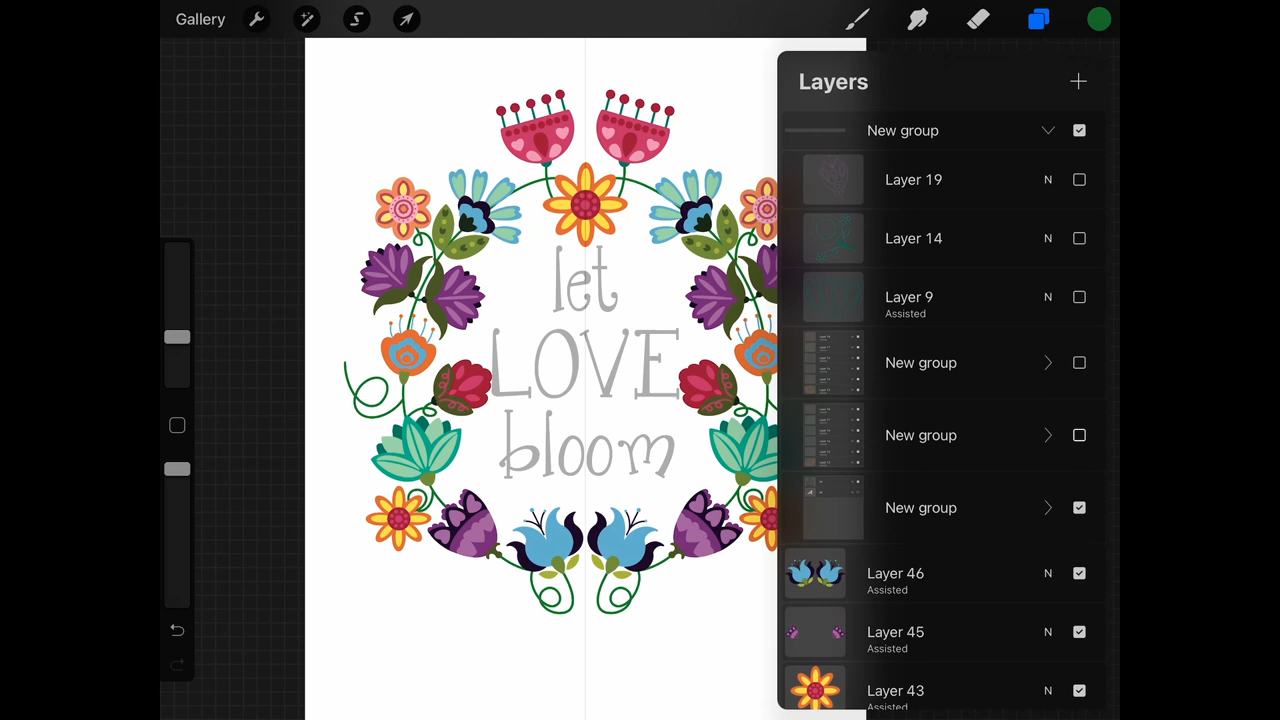 Gallery
Layers
New group
Layer 19 N
Layer 14 N
Layer 9 N
Assisted
New group
New group
New group
Layer 46 N
Assisted
Layer 45 N
Assisted
Layer 43 N
Assisted
let
LOVE
bloom